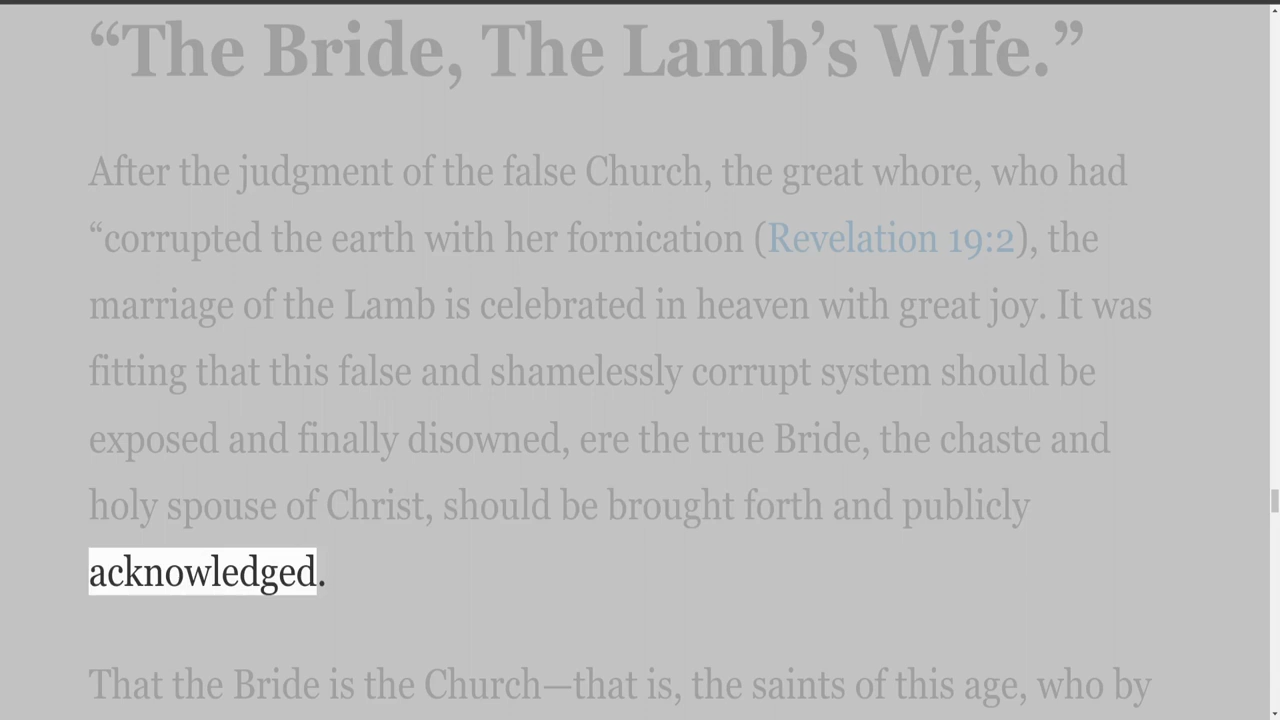 “The Bride, The Lamb’s Wife.”
After the judgment of the false Church, the great whore, who had
“corrupted the earth with her fornication (Revelation 19:2), the
marriage of the Lamb is celebrated in heaven with great joy. It was
fitting that this false and shamelessly corrupt system should be
exposed and finally disowned, ere the true Bride, the chaste and
holy spouse of Christ, should be brought forth and publicly
acknowledged.
That the Bride is the Church—that is, the saints of this age, who by